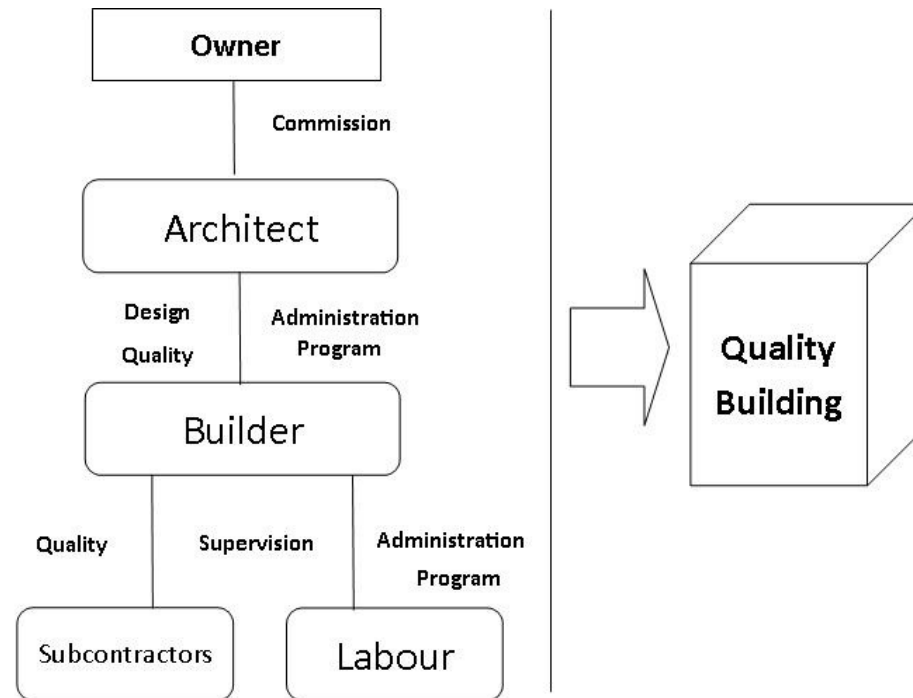 Owner
Commission
Architect
Design
Quality
Administration
Program
Builder
Quality
Supervision
Administration
Program
Subcontractors
Labour
Quality
Building